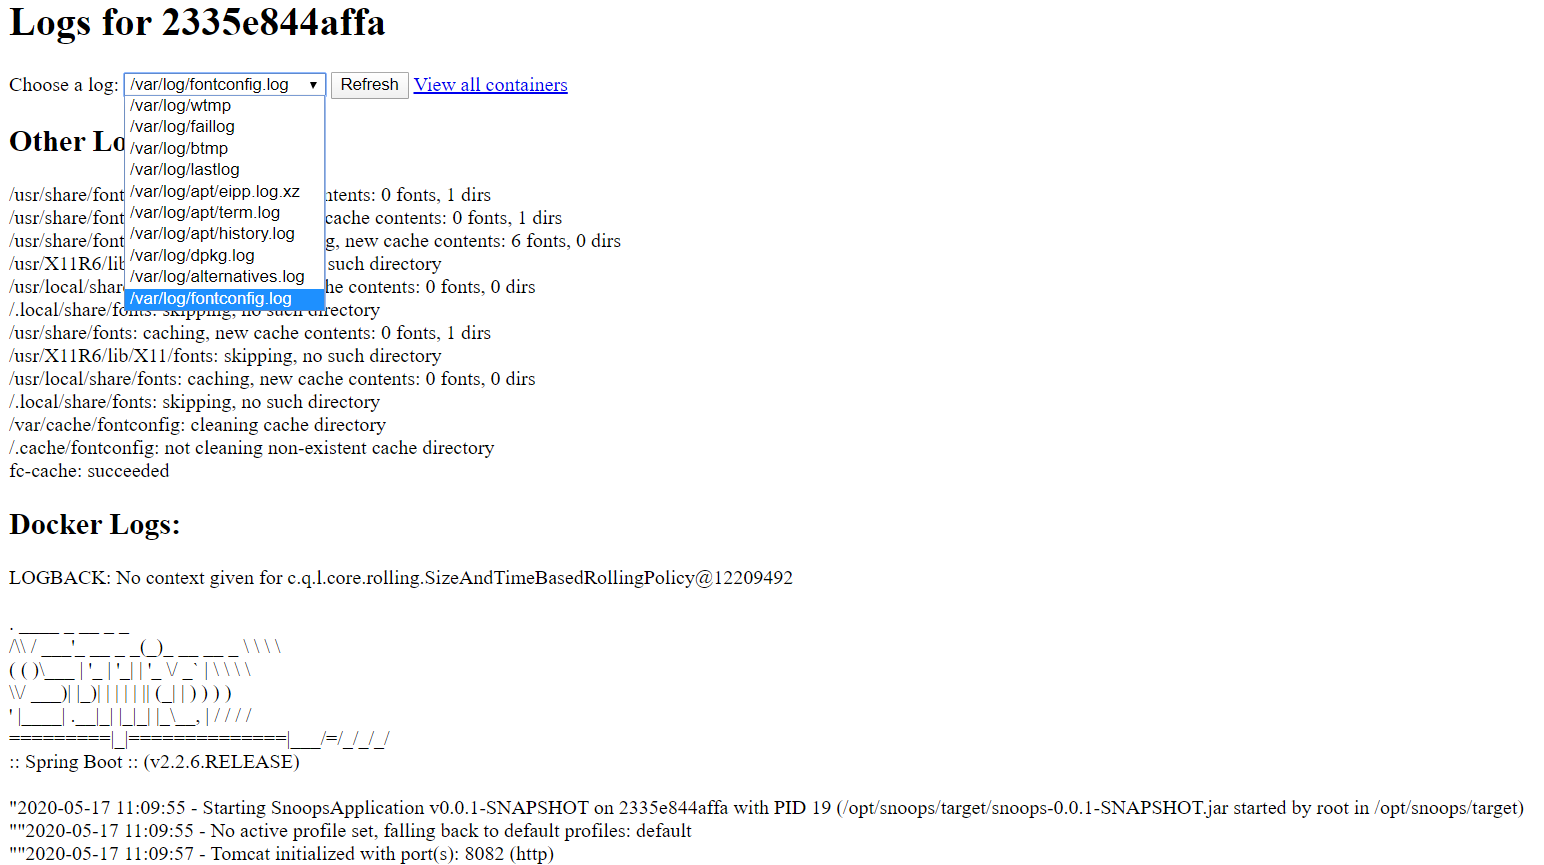 Logs for 2335e844affa
Choose a log: /var/log/fontconfig.log Refresh View all containers
/var/log/wtmp
/var/log/faillog
/var/log/btmp
/var/log/lastlog
/var/log/apt/eipp.log.xz
/var/log/apt/term.log
/var/log/apt/history.log
/var/log/dpkg.log
/var/log/alternatives.log
/var/log/fontconfig.log
Other Lo
/usr/share/font ntents: 0 fonts, 1 dirs
/usr/share/font cache contents: 0 fonts, 1 dirs
/usr/share/font g, new cache contents: 6 fonts, 0 dirs
/usr/X11R6/lib such directory
/usr/local/shar he contents: 0 fonts, 0 dirs
/.local/share/fonts: skipping, no such directory
/usr/share/fonts: caching, new cache contents: 0 fonts, 1 dirs
/usr/X11R6/lib/X11/fonts: skipping, no such directory
/usr/local/share/fonts: caching, new cache contents: 0 fonts, 0 dirs
/.local/share/fonts: skipping, no such directory
/var/cache/fontconfig: cleaning cache directory
/.cache/fontconfig: not cleaning non-existent cache directory
fc-cache: succeeded
Docker Logs:
LOGBACK: No context given for c.q.l.core.rolling.SizeAndTimeBasedRollingPolicy@12209492
. ____ _ __ _ _
/\\ / ___'_ __ _ _(_)_ __ __ _ \ \ \ \
( ( )\___ | '_ | '_| | '_ \/ _` | \ \ \ \
\\/ ___)| |_)| | | | | || (_| | ) ) ) )
' |____| .__|_| |_|_| |_\__, | / / / /
=========|_|==============|___/=/_/_/_/
:: Spring Boot :: (v2.2.6.RELEASE)
"2020-05-17 11:09:55 - Starting SnoopsApplication v0.0.1-SNAPSHOT on 2335e844affa with PID 19 (/opt/snoops/target/snoops-0.0.1-SNAPSHOT.jar started by root in /opt/snoops/target)
""2020-05-17 11:09:55 - No active profile set, falling back to default profiles: default
""2020-05-17 11:09:57 - Tomcat initialized with port(s): 8082 (http)